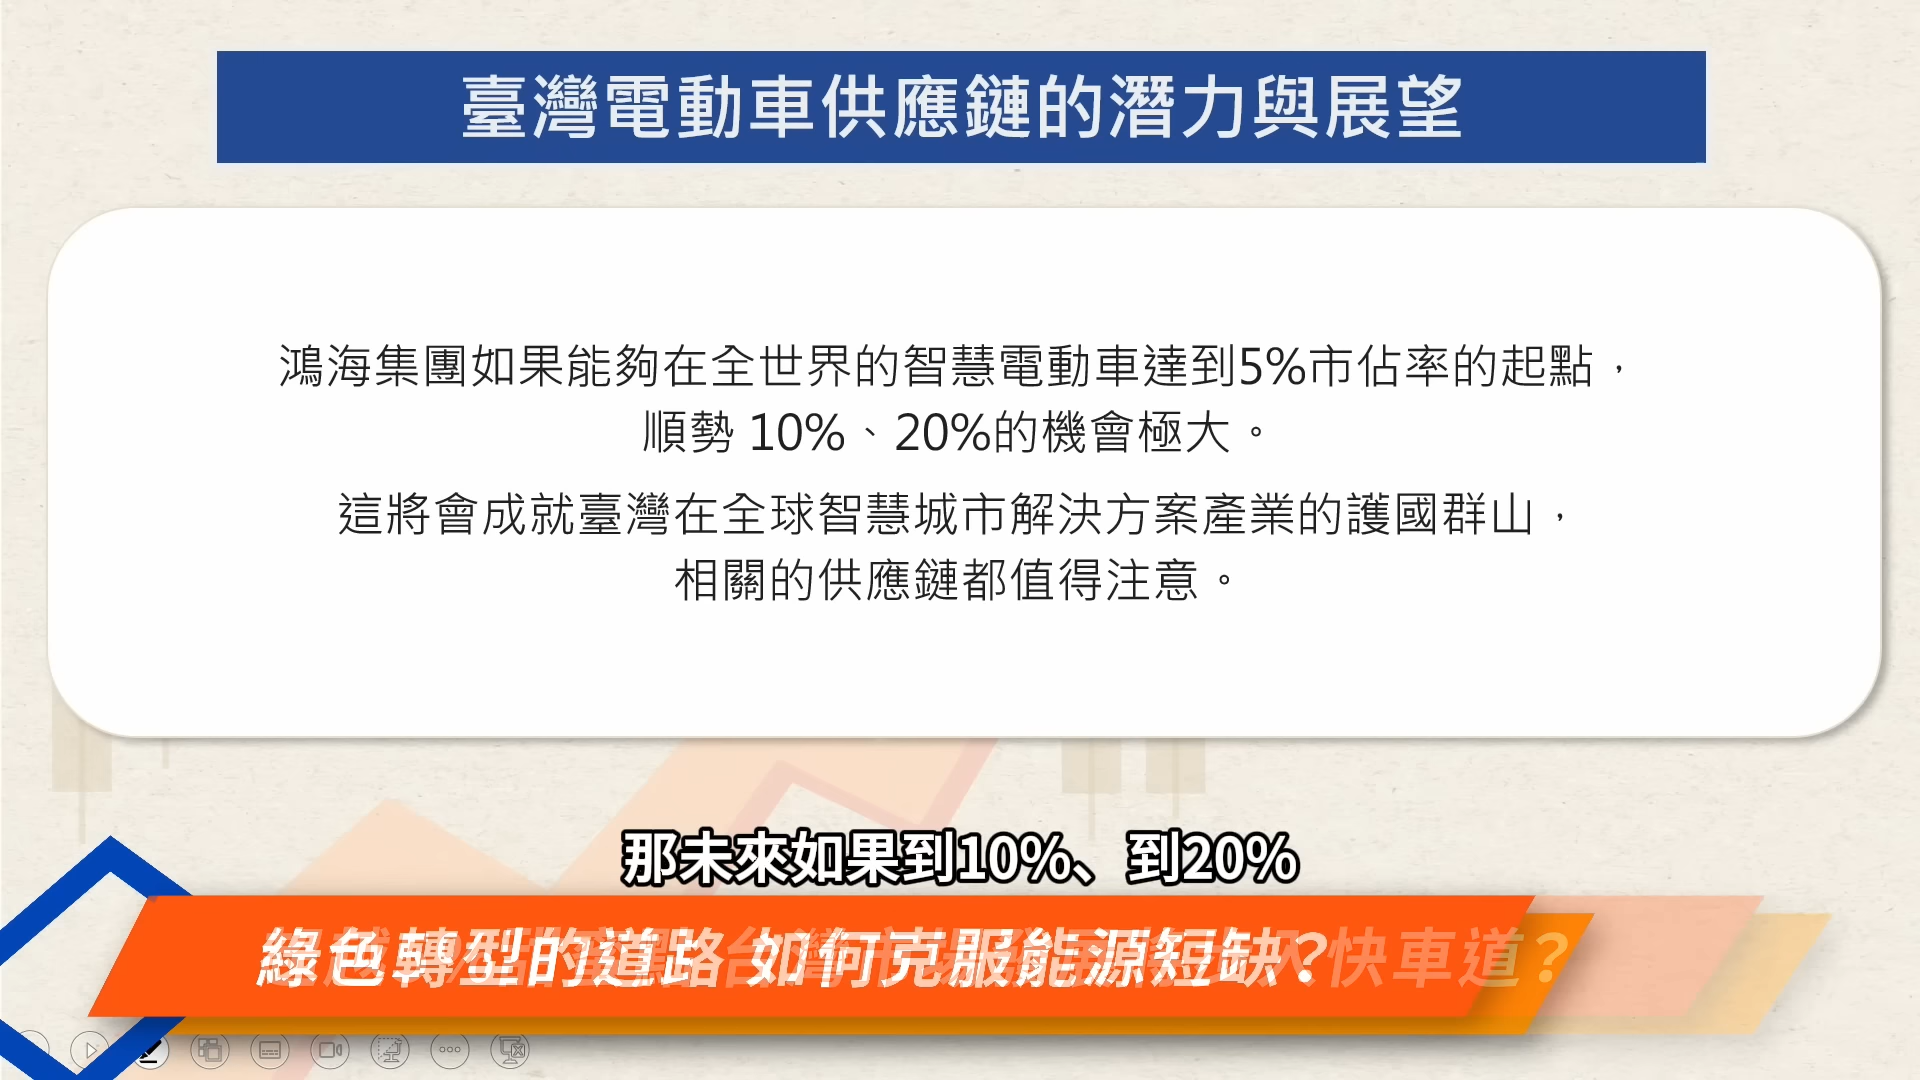 臺灣電動車供應鏈的潛力與展望
鴻海集團如果能夠在全世界的智慧電動車達到5%市佔率的起點，
順勢 10%、20%的機會極大。
這將會成就臺灣在全球智慧城市解決方案產業的護國群山，
相關的供應鏈都值得注意。
那未來如果到10%、到20%
綠色轉型的道路 如何克服能源短缺？
快車道？